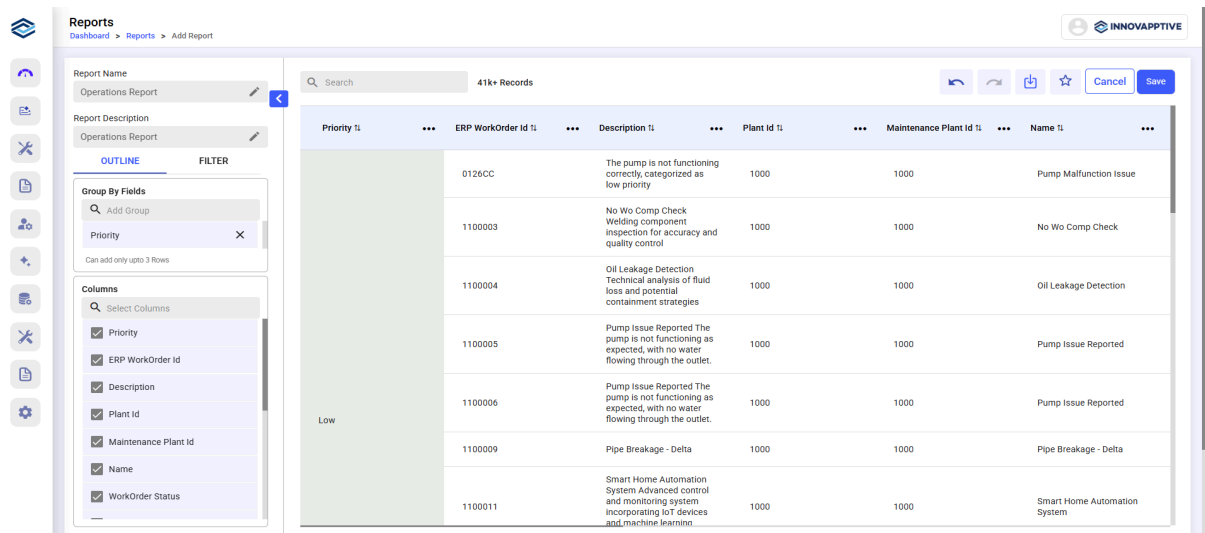 Reports
Dashboard > Reports > Add Report
INNOVAPPTIVE
Report Name
Operations Report
Report Description
Operations Report
OUTLINE FILTER
Group By Fields
Add Group
Priority
Can add only upto 3 Rows
Columns
Select Columns
Priority
ERP WorkOrder Id
Description
Plant Id
Maintenance Plant Id
Name
WorkOrder Status
Search 41k+ Records Cancel Save
Priority ERP WorkOrder Id Description Plant Id Maintenance Plant Id Name
Low
0126CC
The pump is not functioning
correctly, categorized as
low priority
1000 1000 Pump Malfunction Issue
1100003
No Wo Comp Check
Welding component
inspection for accuracy and
quality control
1000 1000 No Wo Comp Check
1100004
Oil Leakage Detection
Technical analysis of fluid
loss and potential
containment strategies
1000 1000 Oil Leakage Detection
1100005
Pump Issue Reported The
pump is not functioning as
expected, with no water
flowing through the outlet.
1000 1000 Pump Issue Reported
1100006
Pump Issue Reported The
pump is not functioning as
expected, with no water
flowing through the outlet.
1000 1000 Pump Issue Reported
1100009 Pipe Breakage - Delta 1000 1000 Pipe Breakage - Delta
1100011
Smart Home Automation
System Advanced control
and monitoring system
incorporating IoT devices
and machine learning
1000 1000 Smart Home Automation
System